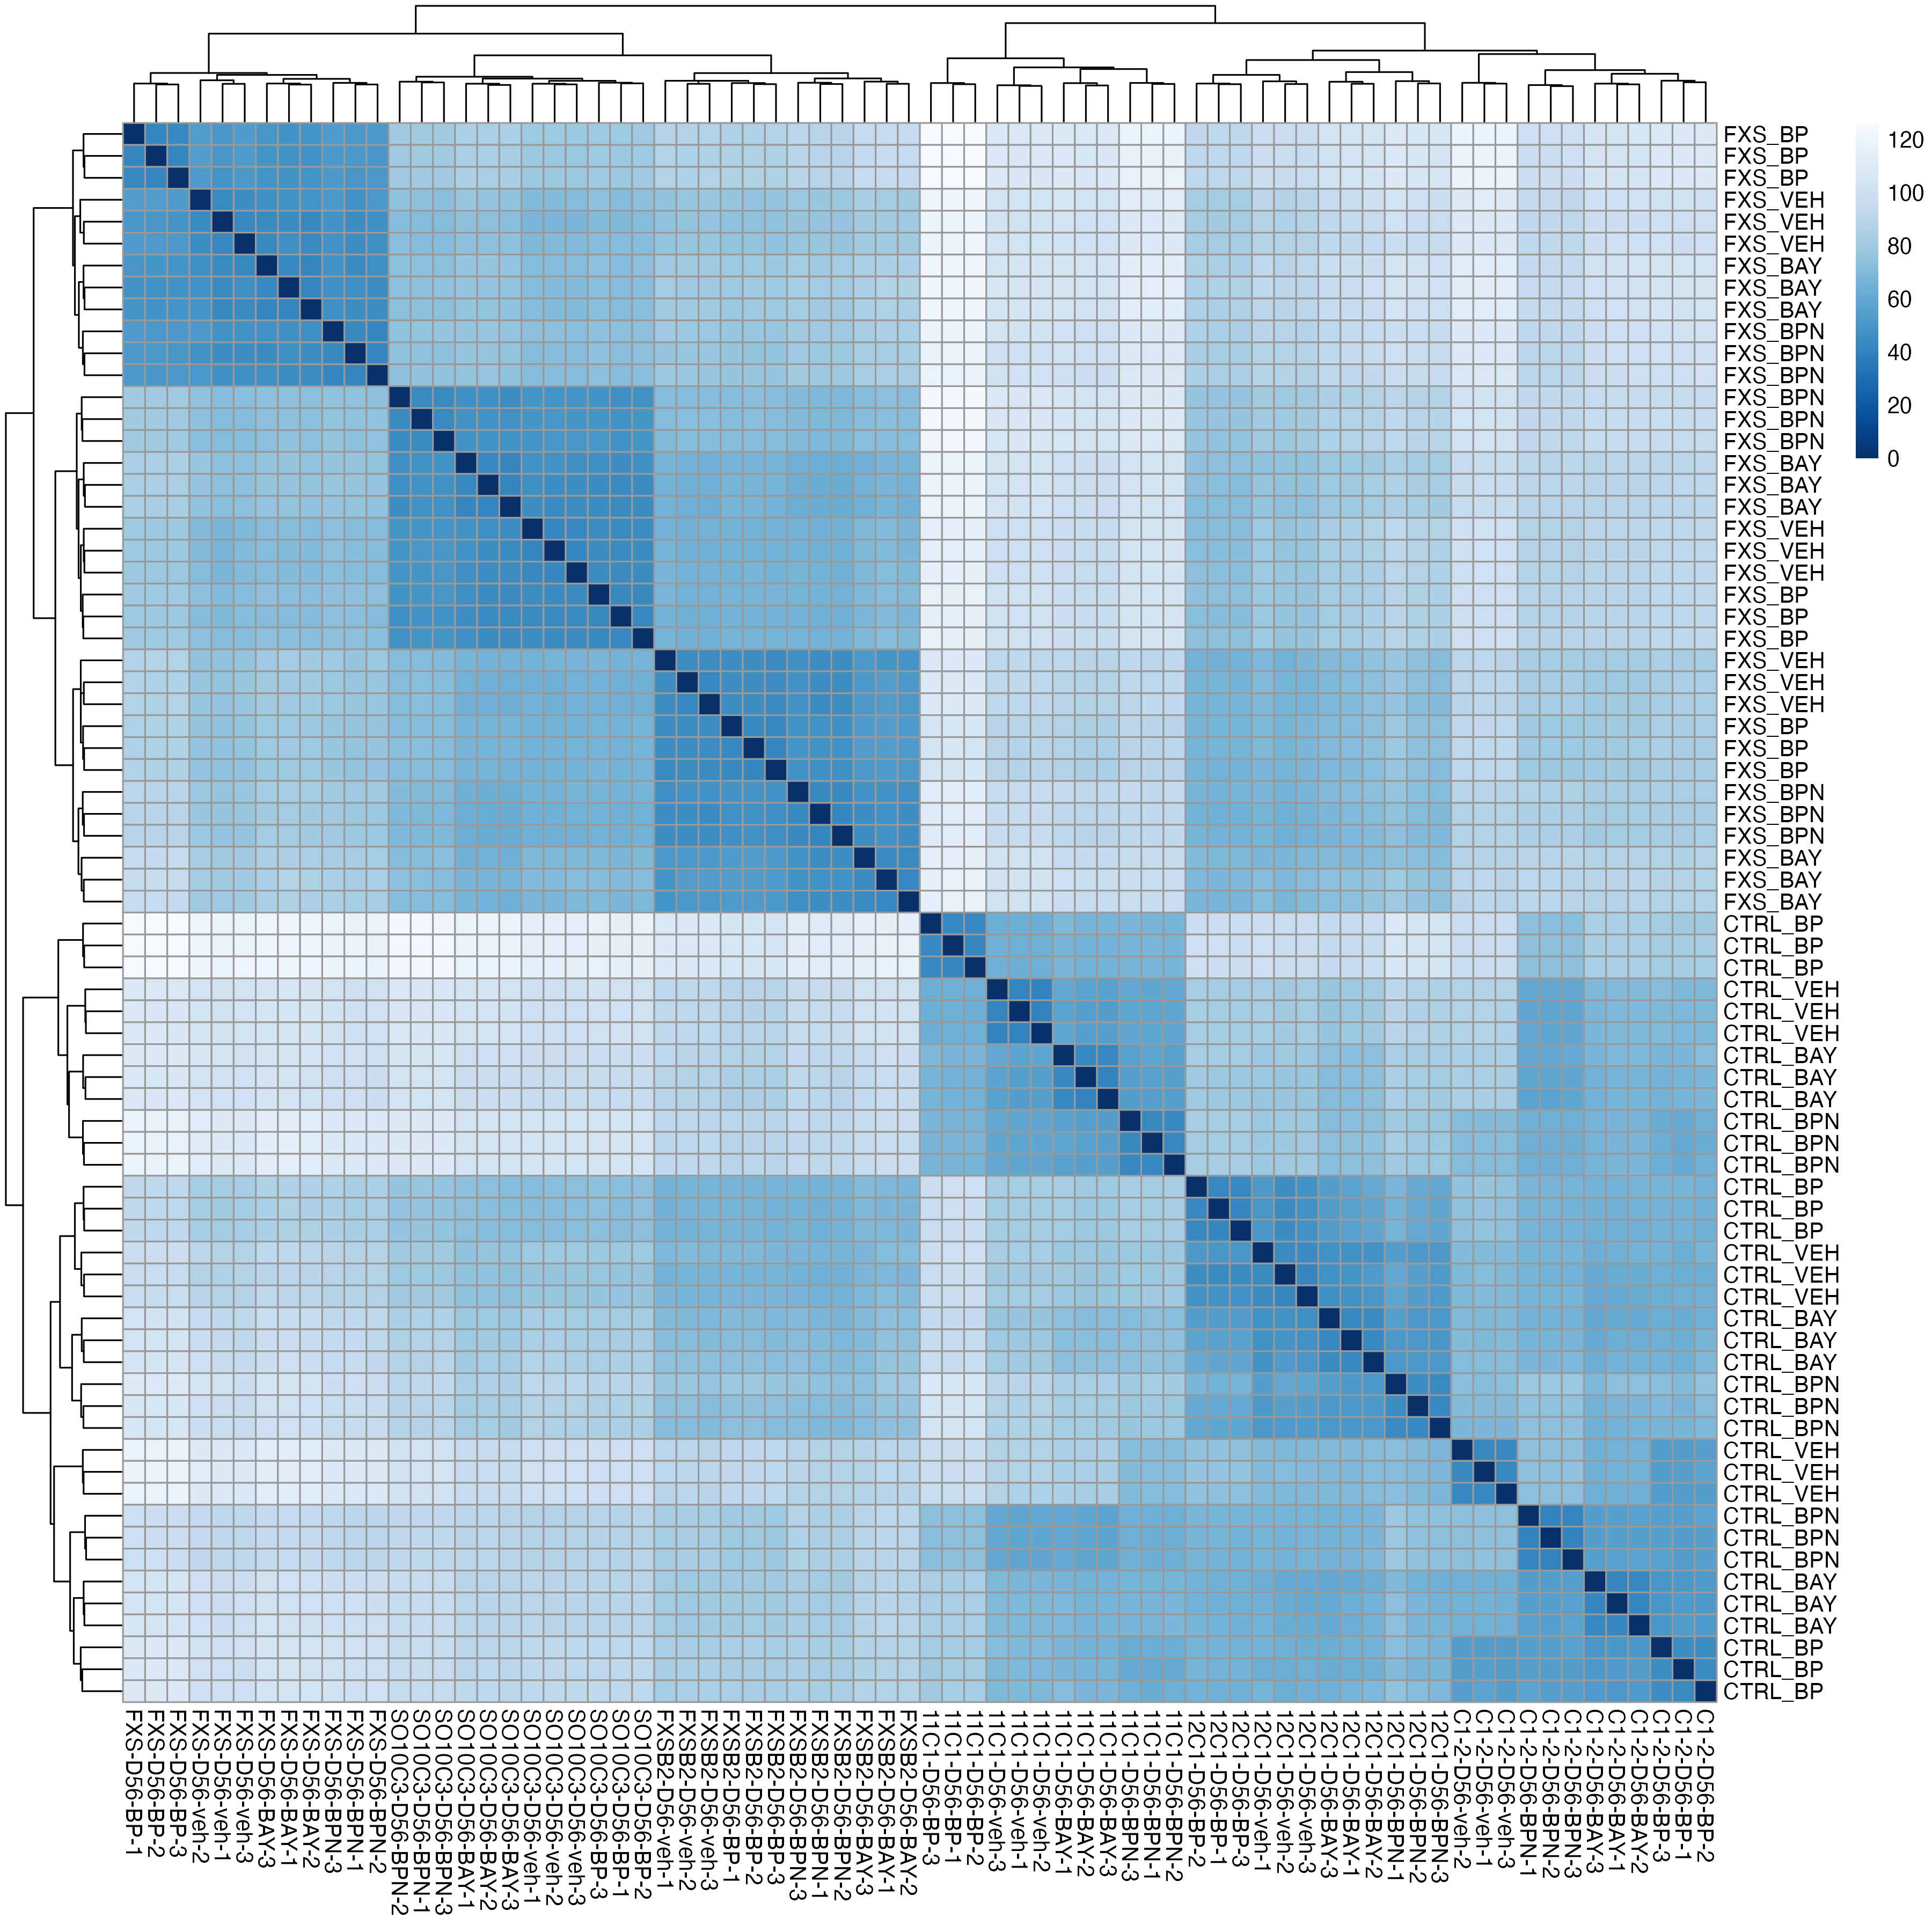 120
100
80
60
40
20
0
FXS_BP
FXS_BP
FXS_BP
FXS_VEH
FXS_VEH
FXS_VEH
FXS_BAY
FXS_BAY
FXS_BAY
FXS_BPN
FXS_BPN
FXS_BPN
FXS_BPN
FXS_BPN
FXS_BPN
FXS_BAY
FXS_BAY
FXS_BAY
FXS_VEH
FXS_VEH
FXS_VEH
FXS_BP
FXS_BP
FXS_BP
FXS_VEH
FXS_VEH
FXS_VEH
FXS_BP
FXS_BP
FXS_BP
FXS_BPN
FXS_BPN
FXS_BPN
FXS_BAY
FXS_BAY
FXS_BAY
CTRL_BP
CTRL_BP
CTRL_BP
CTRL_VEH
CTRL_VEH
CTRL_VEH
CTRL_BAY
CTRL_BAY
CTRL_BAY
CTRL_BPN
CTRL_BPN
CTRL_BPN
CTRL_BP
CTRL_BP
CTRL_BP
CTRL_VEH
CTRL_VEH
CTRL_VEH
CTRL_BAY
CTRL_BAY
CTRL_BAY
CTRL_BPN
CTRL_BPN
CTRL_BPN
CTRL_VEH
CTRL_VEH
CTRL_VEH
CTRL_BPN
CTRL_BPN
CTRL_BPN
CTRL_BAY
CTRL_BAY
CTRL_BAY
CTRL_BP
CTRL_BP
CTRL_BP
FXS-D56-BP-1
FXS-D56-BP-2
FXS-D56-BP-3
FXS-D56-veh-2
FXS-D56-veh-1
FXS-D56-veh-3
FXS-D56-BAY-3
FXS-D56-BAY-1
FXS-D56-BAY-2
FXS-D56-BPN-3
FXS-D56-BPN-1
FXS-D56-BPN-2
SO10C3-D56-BPN-2
SO10C3-D56-BPN-1
SO10C3-D56-BPN-3
SO10C3-D56-BAY-1
SO10C3-D56-BAY-2
SO10C3-D56-BAY-3
SO10C3-D56-veh-1
SO10C3-D56-veh-2
SO10C3-D56-veh-3
SO10C3-D56-BP-3
SO10C3-D56-BP-1
SO10C3-D56-BP-2
FXSB2-D56-veh-1
FXSB2-D56-veh-2
FXSB2-D56-veh-3
FXSB2-D56-BP-1
FXSB2-D56-BP-2
FXSB2-D56-BP-3
FXSB2-D56-BPN-3
FXSB2-D56-BPN-1
FXSB2-D56-BPN-2
FXSB2-D56-BAY-3
FXSB2-D56-BAY-1
FXSB2-D56-BAY-2
11C1-D56-BP-3
11C1-D56-BP-1
11C1-D56-BP-2
11C1-D56-veh-3
11C1-D56-veh-1
11C1-D56-veh-2
11C1-D56-BAY-1
11C1-D56-BAY-2
11C1-D56-BAY-3
11C1-D56-BPN-3
11C1-D56-BPN-1
11C1-D56-BPN-2
12C1-D56-BP-2
12C1-D56-BP-1
12C1-D56-BP-3
12C1-D56-veh-1
12C1-D56-veh-2
12C1-D56-veh-3
12C1-D56-BAY-3
12C1-D56-BAY-1
12C1-D56-BAY-2
12C1-D56-BPN-1
12C1-D56-BPN-2
12C1-D56-BPN-3
C1-2-D56-veh-2
C1-2-D56-veh-1
C1-2-D56-veh-3
C1-2-D56-BPN-1
C1-2-D56-BPN-2
C1-2-D56-BPN-3
C1-2-D56-BAY-3
C1-2-D56-BAY-1
C1-2-D56-BAY-2
C1-2-D56-BP-3
C1-2-D56-BP-1
C1-2-D56-BP-2